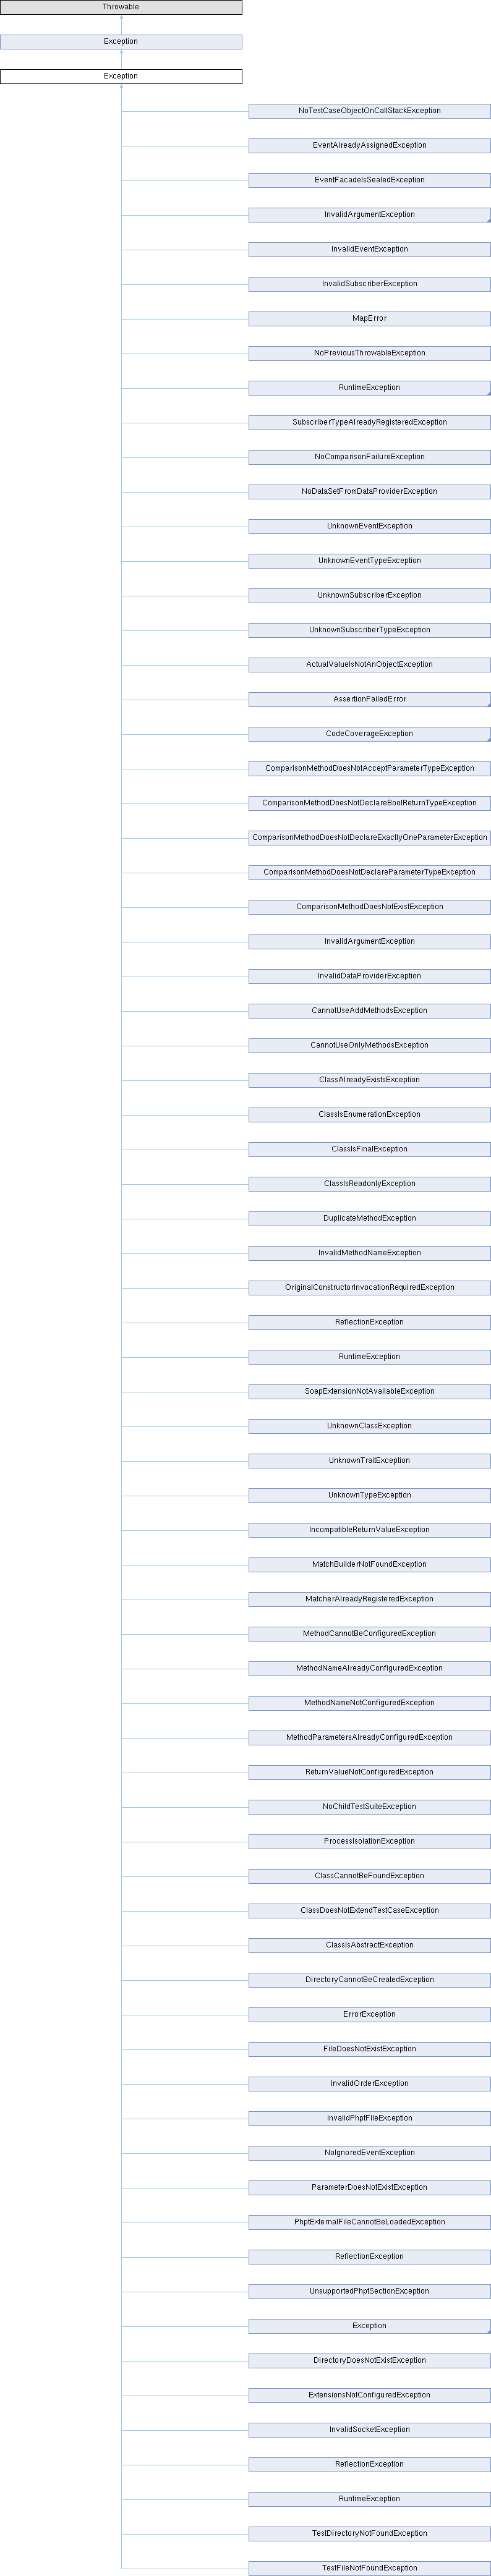 Throwable
Exception
Exception
NoTestCaseObjectOnCallStackException
EventAlreadyAssignedException
EventFacadeIsSealedException
InvalidArgumentException
InvalidEventException
InvalidSubscriberException
MapError
NoPreviousThrowableException
RuntimeException
SubscriberTypeAlreadyRegisteredException
NoComparisonFailureException
NoDataSetFromDataProviderException
UnknownEventException
UnknownEventTypeException
UnknownSubscriberException
UnknownSubscriberTypeException
ActualValueIsNotAnObjectException
AssertionFailedError
CodeCoverageException
ComparisonMethodDoesNotAcceptParameterTypeException
ComparisonMethodDoesNotDeclareBoolReturnTypeException
ComparisonMethodDoesNotDeclareExactlyOneParameterException
ComparisonMethodDoesNotDeclareParameterTypeException
ComparisonMethodDoesNotExistException
InvalidArgumentException
InvalidDataProviderException
CannotUseAddMethodsException
CannotUseOnlyMethodsException
ClassAlreadyExistsException
ClassIsEnumerationException
ClassIsFinalException
ClassIsReadonlyException
DuplicateMethodException
InvalidMethodNameException
OriginalConstructorInvocationRequiredException
ReflectionException
RuntimeException
SoapExtensionNotAvailableException
UnknownClassException
UnknownTraitException
UnknownTypeException
IncompatibleReturnValueException
MatchBuilderNotFoundException
MatcherAlreadyRegisteredException
MethodCannotBeConfiguredException
MethodNameAlreadyConfiguredException
MethodNameNotConfiguredException
MethodParametersAlreadyConfiguredException
ReturnValueNotConfiguredException
NoChildTestSuiteException
ProcessIsolationException
ClassCannotBeFoundException
ClassDoesNotExtendTestCaseException
ClassIsAbstractException
DirectoryCannotBeCreatedException
ErrorException
FileDoesNotExistException
InvalidOrderException
InvalidPhptFileException
NoIgnoredEventException
ParameterDoesNotExistException
PhptExternalFileCannotBeLoadedException
ReflectionException
UnsupportedPhptSectionException
Exception
DirectoryDoesNotExistException
ExtensionsNotConfiguredException
InvalidSocketException
ReflectionException
RuntimeException
TestDirectoryNotFoundException
TestFileNotFoundException